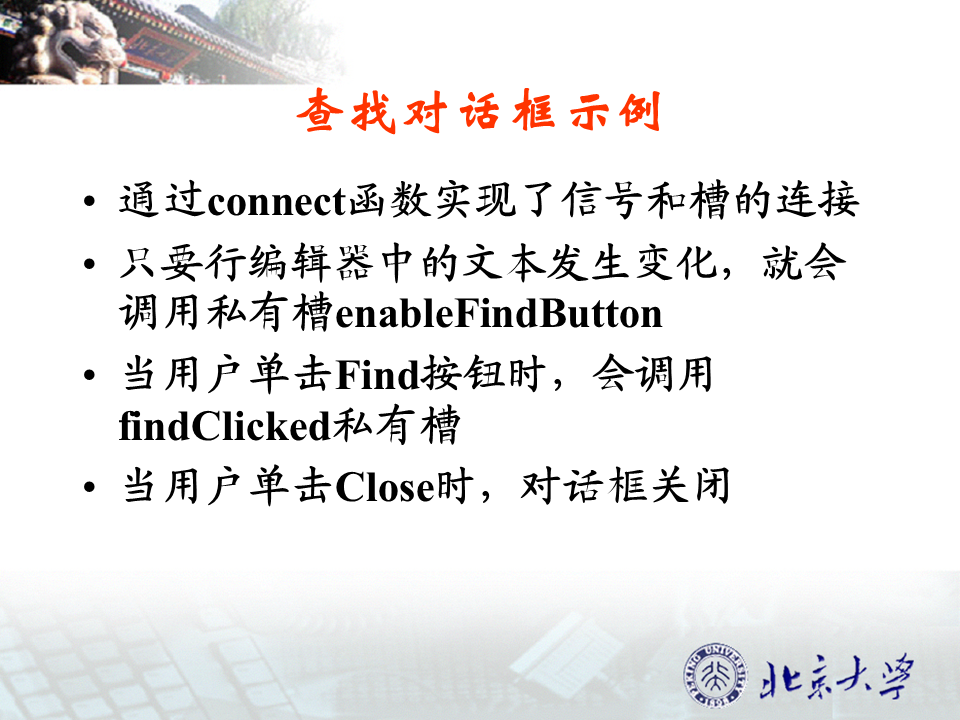 查找对话框示例
• 通过connect函数实现了信号和槽的连接
• 只要行编辑器中的文本发生变化，就会
调用私有槽enableFindButton
• 当用户单击Find按钮时，会调用
findClicked私有槽
• 当用户单击Close时，对话框关闭
PEKING UNIVERSITY
1898
北京大学